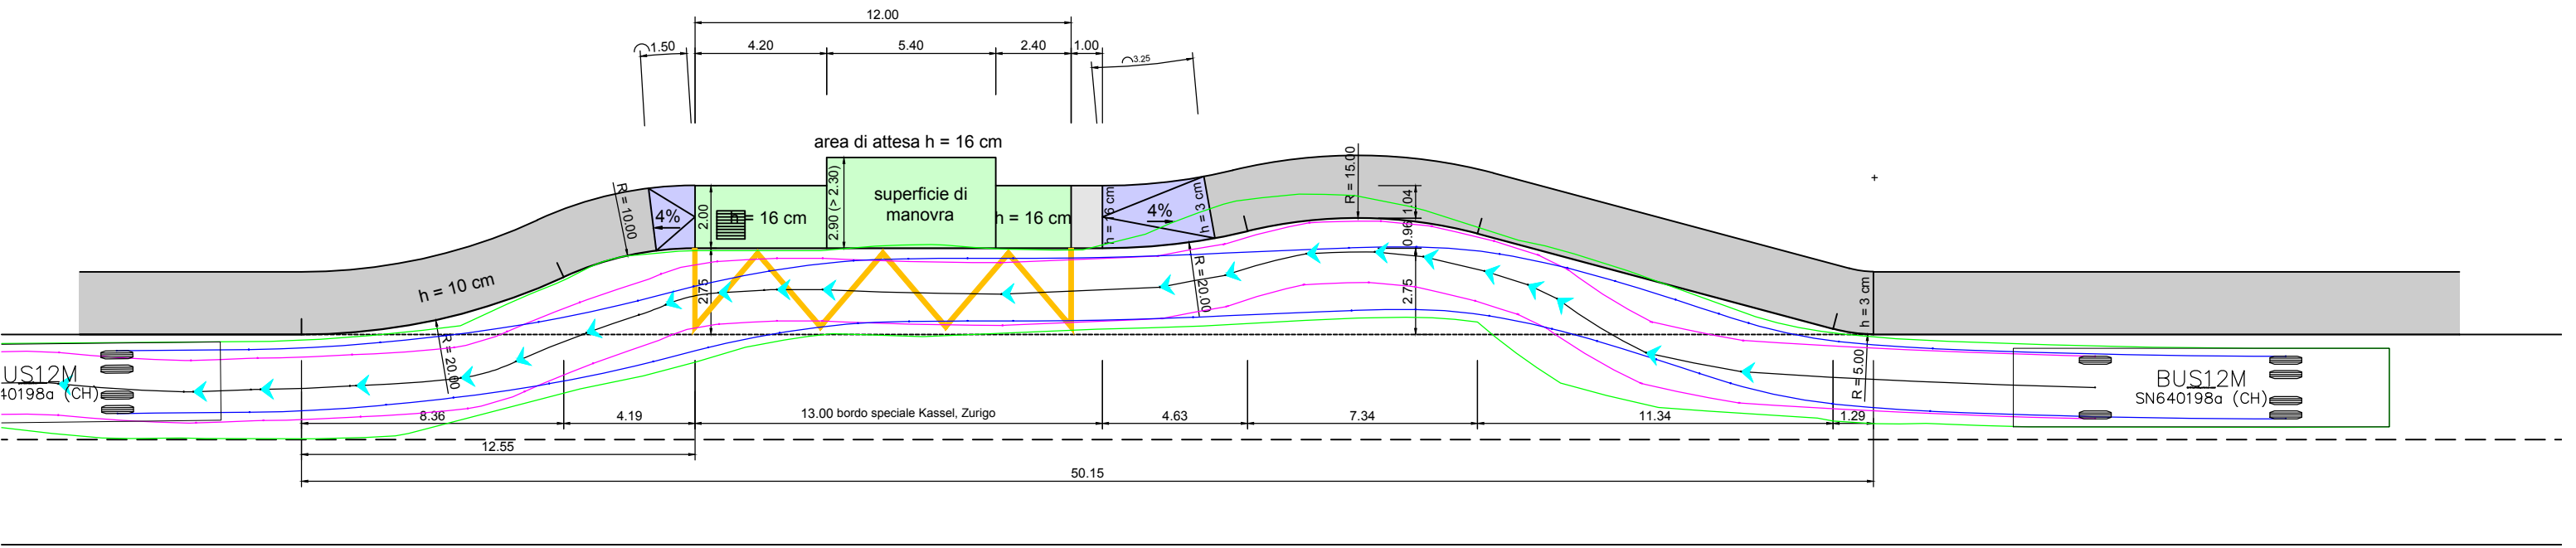 12.00
1.50
4.20
5.40
2.40
1.00
3.25
area di attesa h = 16 cm
R = 10.00
4%
2.00
h = 16 cm
2.90 (> 2.30)
superficie di
manovra
h = 16 cm
h = 16 cm
4%
h = 3 cm
R = 15.00
1.04
0.96
h = 10 cm
2.75
R =20.00
2.75
h = 3 cm
R = 20.00
R = 5.00
US12M
40198a (CH)
BUS12M
SN640198a (CH)
8.36
4.19
13.00 bordo speciale Kassel, Zurigo
4.63
7.34
11.34
1.29
12.55
50.15